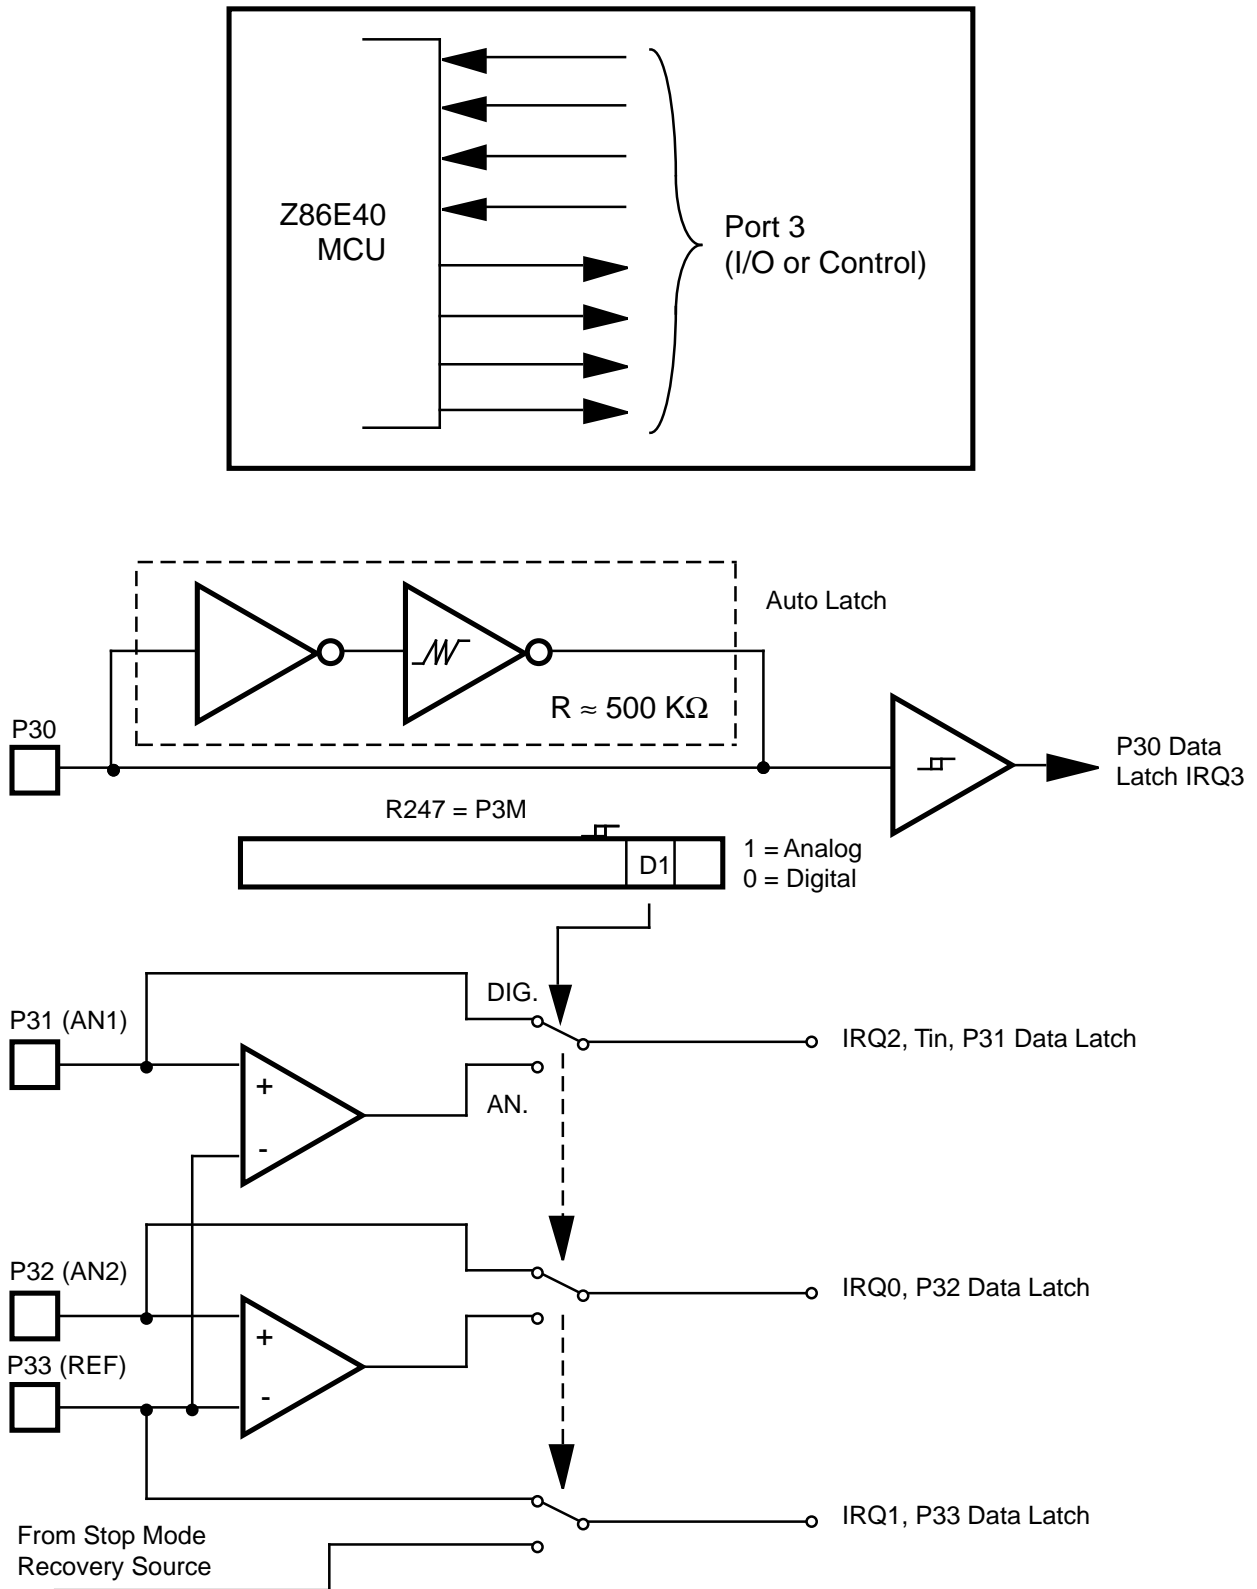 Z86E40
MCU
Port 3
(I/O or Control)
Auto Latch
R ≈ 500 KΩ
P30
P30 Data
Latch IRQ3
R247 = P3M
D1
1 = Analog
0 = Digital
DIG.
P31 (AN1)
IRQ2, Tin, P31 Data Latch
+
AN.
-
P32 (AN2)
IRQ0, P32 Data Latch
+
P33 (REF)
-
IRQ1, P33 Data Latch
From Stop Mode
Recovery Source